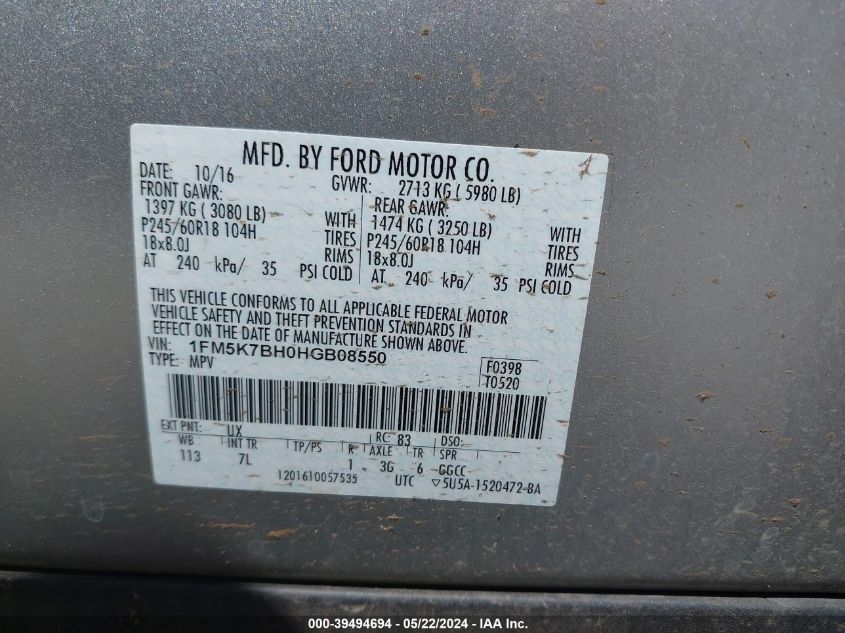 MFD. BY FORD MOTOR CO.
DATE: 10/16 GVWR: 2713 KG ( 5980 LB)
FRONT GAWR: REAR GAWR:
1397 KG ( 3080 LB) WITH 1474 KG ( 3250 LB) WITH
P245/60R18 104H TIRES P245/60R18 104H TIRES
18x8.0J RIMS 18x8.0J RIMS
AT 240 kPa/ 35 PSI COLD AT 240 kPa/ 35 PSI COLD
THIS VEHICLE CONFORMS TO ALL APPLICABLE FEDERAL MOTOR
VEHICLE SAFETY AND THEFT PREVENTION STANDARDS IN
EFFECT ON THE DATE OF MANUFACTURE SHOWN ABOVE.
VIN: 1FM5K7BH0HGB08550
TYPE: MPV
F0398
T0520
EXT PNT: UX RC: 83 DSO:
WB INT TR TP/PS R AXLE TR SPR
113 7L 1 3G 6 GGCC
1201610057535 UTC ▽5U5A-1520472-BA
000-39494694 - 05/22/2024 - IAA Inc.